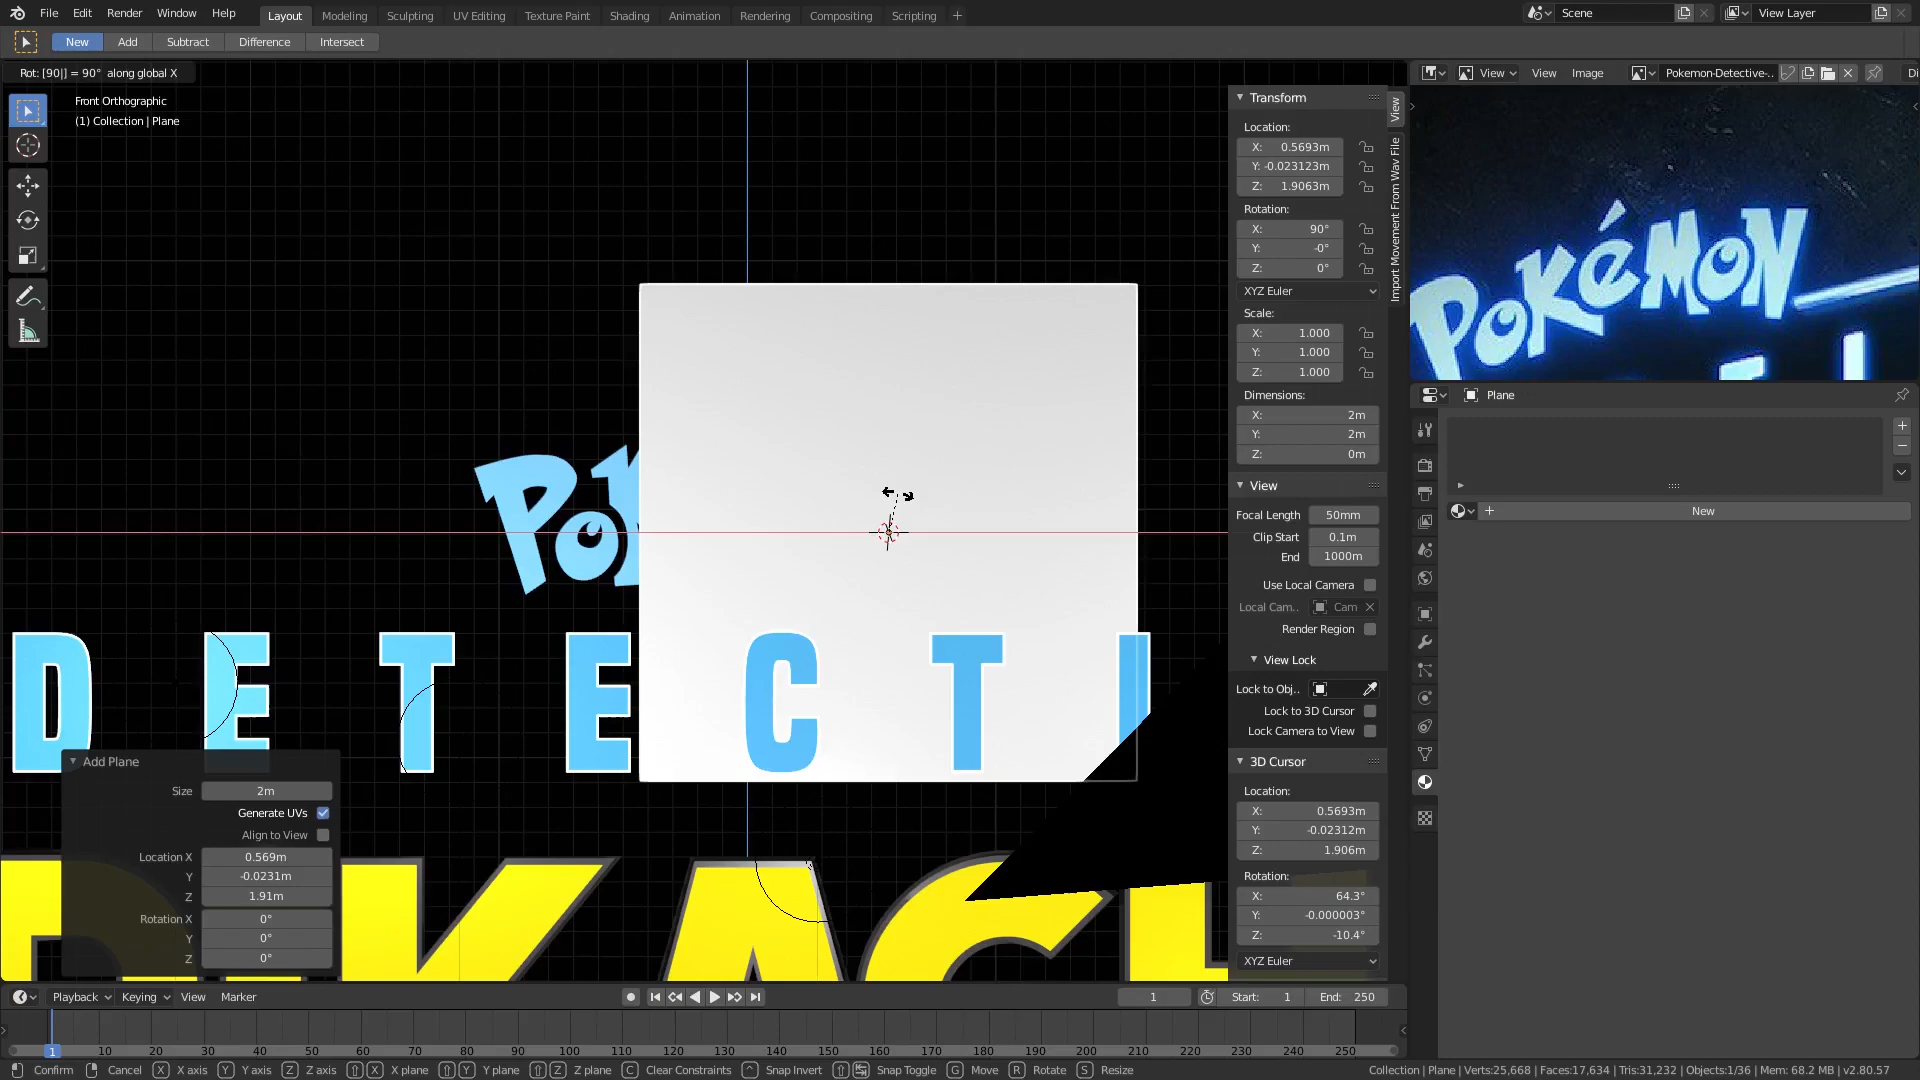 File Edit Render Window Help Layout Modeling Sculpting UV Editing Texture Paint Shading Animation Rendering Compositing Scripting + Scene View Layer
New Add Subtract Difference Intersect
Rot: [90|] = 90° along global X
View View Image Pokemon-Detective-.. Di
Front Orthographic
(1) Collection | Plane
Transform
Location:
X: 0.5693m
Y: -0.023123m
Z: 1.9063m
Rotation:
X: 90°
Y: -0°
Z: 0°
XYZ Euler
Scale:
X: 1.000
Y: 1.000
Z: 1.000
Dimensions:
X: 2m
Y: 2m
Z: 0m
View
Focal Length 50mm
Clip Start 0.1m
End 1000m
Use Local Camera
Local Cam.. Cam
Render Region
View Lock
Lock to Obj..
Lock to 3D Cursor
Lock Camera to View
3D Cursor
Location:
X: 0.5693m
Y: -0.02312m
Z: 1.906m
Rotation:
X: 64.3°
Y: -0.000003°
Z: -10.4°
XYZ Euler
View
Import Movement From Wav File
POKéMON
Plane
New
Pok
DETECTI
Add Plane
Size 2m
Generate UVs
Align to View
Location X 0.569m
Y -0.0231m
Z 1.91m
Rotation X 0°
Y 0°
Z 0°
KACH
Playback Keying View Marker 1 Start: 1 End: 250
1 10 20 30 40 50 60 70 80 90 100 110 120 130 140 150 160 170 180 190 200 210 220 230 240 250
Confirm Cancel X X axis Y Y axis Z Z axis X X plane Y Y plane Z Z plane C Clear Constraints Snap Invert Snap Toggle G Move R Rotate S Resize Collection | Plane | Verts:25,668 | Faces:17,634 | Tris:31,232 | Objects:1/36 | Mem: 68.2 MB | v2.80.57